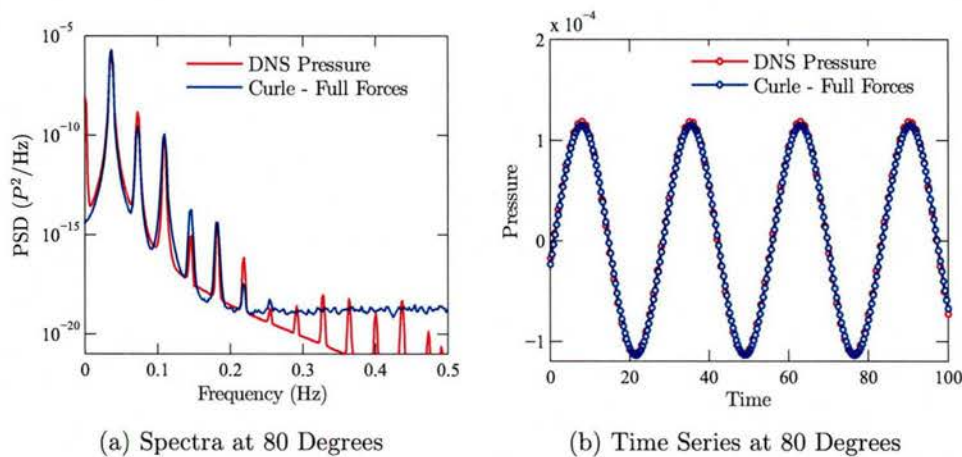 10^-5
10^-10
10^-15
10^-20
PSD (P^2/Hz)
DNS Pressure
Curle - Full Forces
0 0.1 0.2 0.3 0.4 0.5
Frequency (Hz)
(a) Spectra at 80 Degrees
x 10^-4
2
1
0
-1
Pressure
DNS Pressure
Curle - Full Forces
0 20 40 60 80 100
Time
(b) Time Series at 80 Degrees